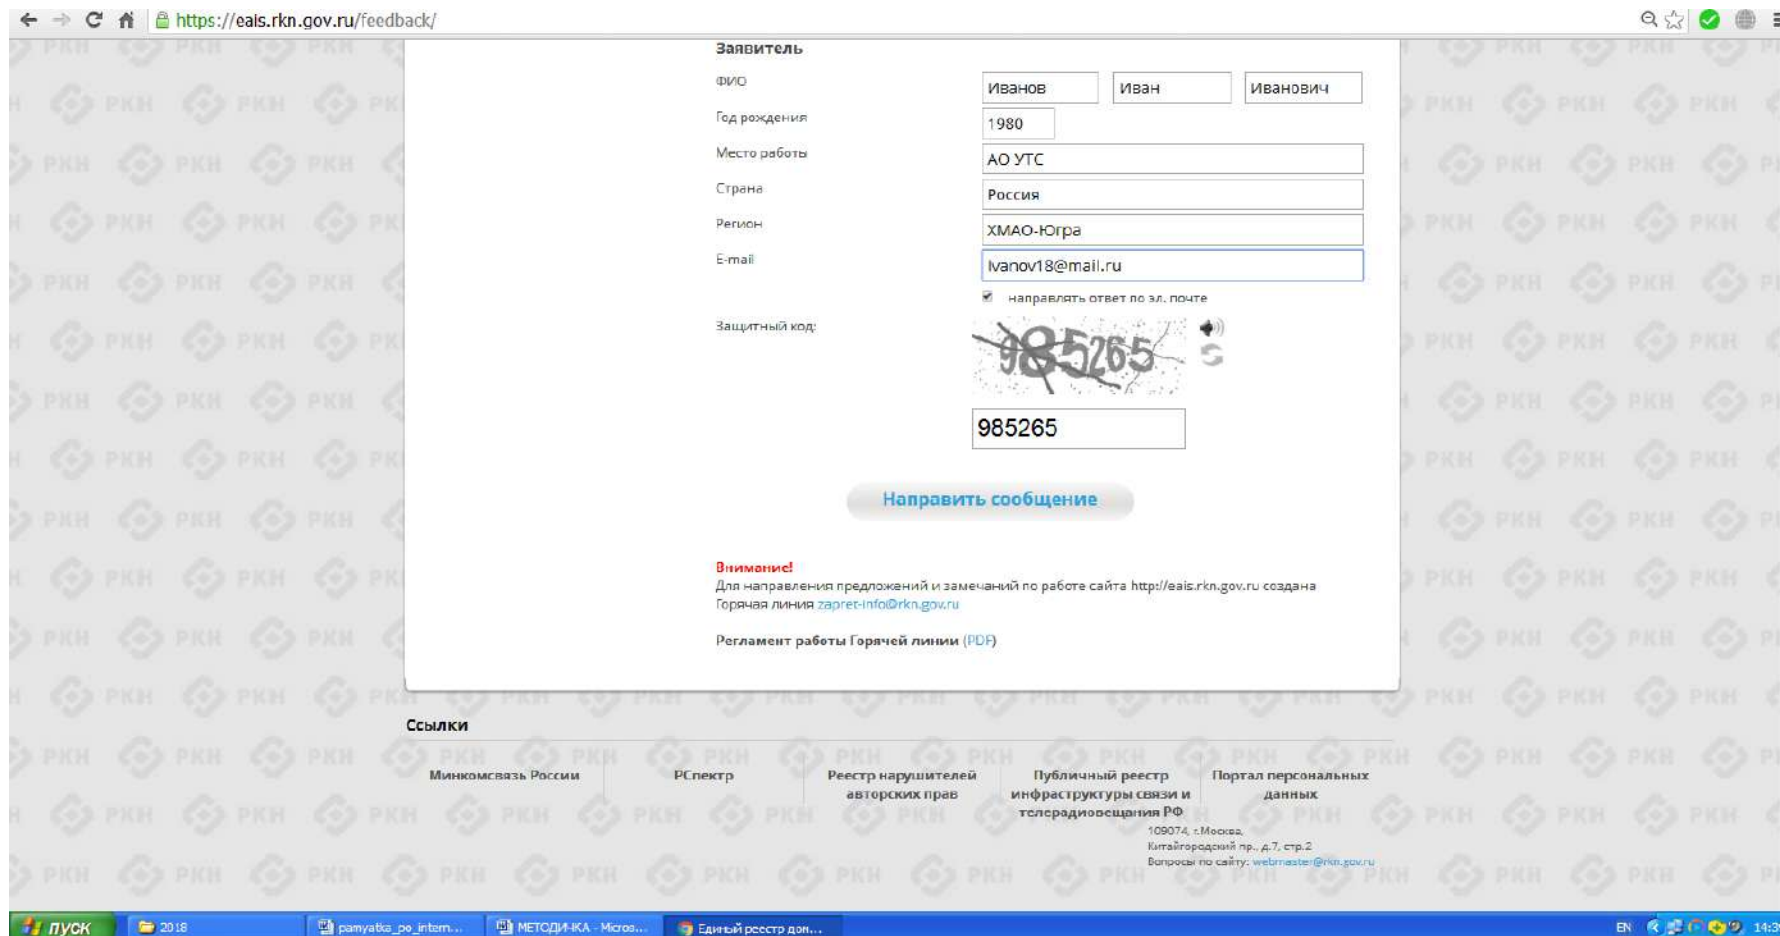 https://eais.rkn.gov.ru/feedback/
Заявитель
ФИО Иванов Иван Иванович
Год рождения 1980
Место работы АО УТС
Страна Россия
Регион ХМАО-Югра
E-mail ivanov18@mail.ru
направлять ответ по эл. почте
Защитный код: 985265
985265
Направить сообщение
Внимание!
Для направления предложений и замечаний по работе сайта http://eais.rkn.gov.ru создана
Горячая линия zapret-info@rkn.gov.ru
Регламент работы Горячей линии (PDF)
Ссылки
Минкомсвязь России РСпектр Реестр нарушителей Публичный реестр Портал персональных
авторских прав инфраструктуры связи и данных
телерадиовещания РФ
109074, г.Москва,
Китайгородский пр., д.7, стр.2
Вопросы по сайту: webmaster@rkn.gov.ru
РКН
пуск 2018 pamyatka_po_intern... МЕТОДИЧКА - Micros... Единый реестр дом... EN